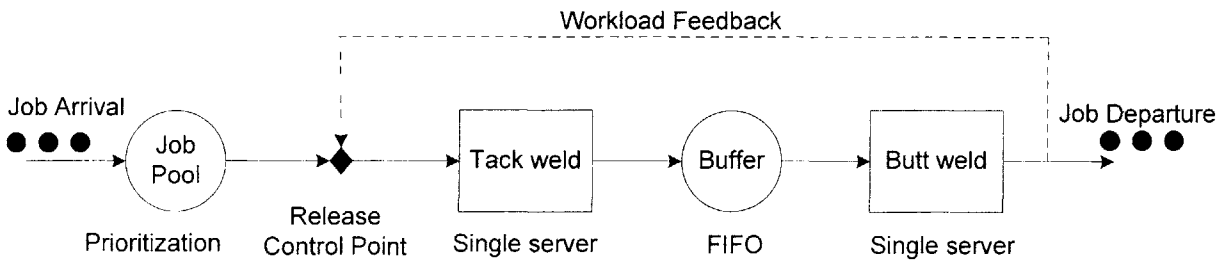 Workload Feedback
Job Arrival
Job Departure
Job
Pool
Tack weld
Buffer
Butt weld
Prioritization
Release
Control Point
Single server
FIFO
Single server